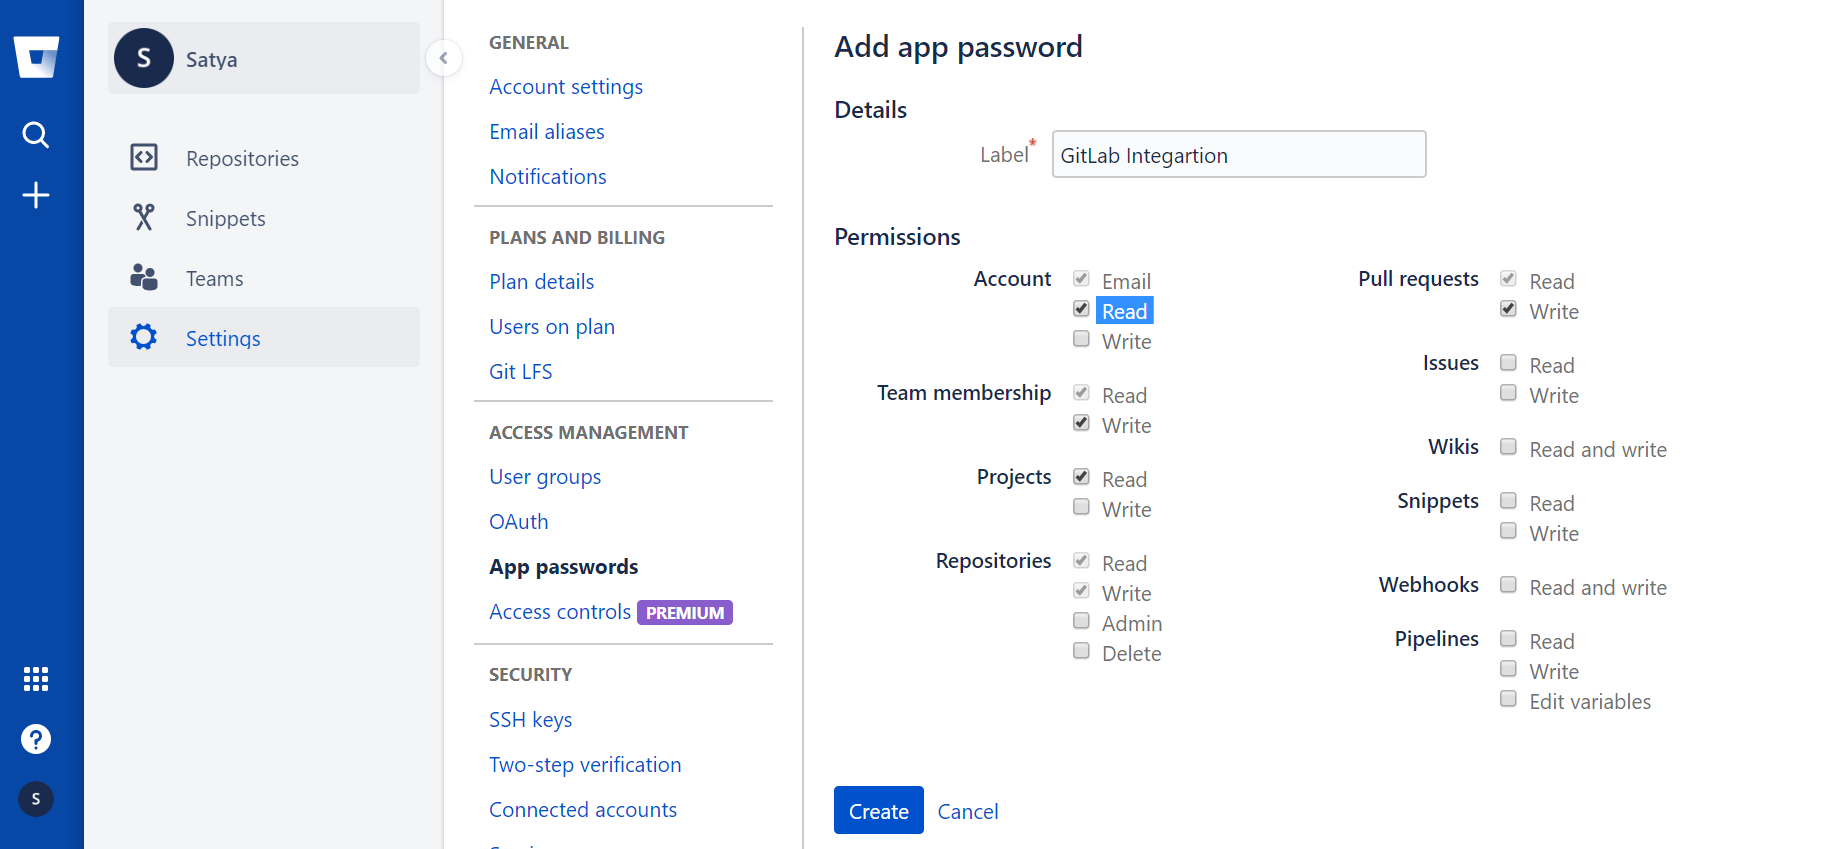 S
Satya
Repositories
Snippets
Teams
Settings
S
GENERAL
Account settings
Email aliases
Notifications
PLANS AND BILLING
Plan details
Users on plan
Git LFS
ACCESS MANAGEMENT
User groups
OAuth
App passwords
Access controls PREMIUM
SECURITY
SSH keys
Two-step verification
Connected accounts
Add app password
Details
Label* GitLab Integartion
Permissions
Account Email
Read
Write
Team membership Read
Write
Projects Read
Write
Repositories Read
Write
Admin
Delete
Pull requests Read
Write
Issues Read
Write
Wikis Read and write
Snippets Read
Write
Webhooks Read and write
Pipelines Read
Write
Edit variables
Create Cancel